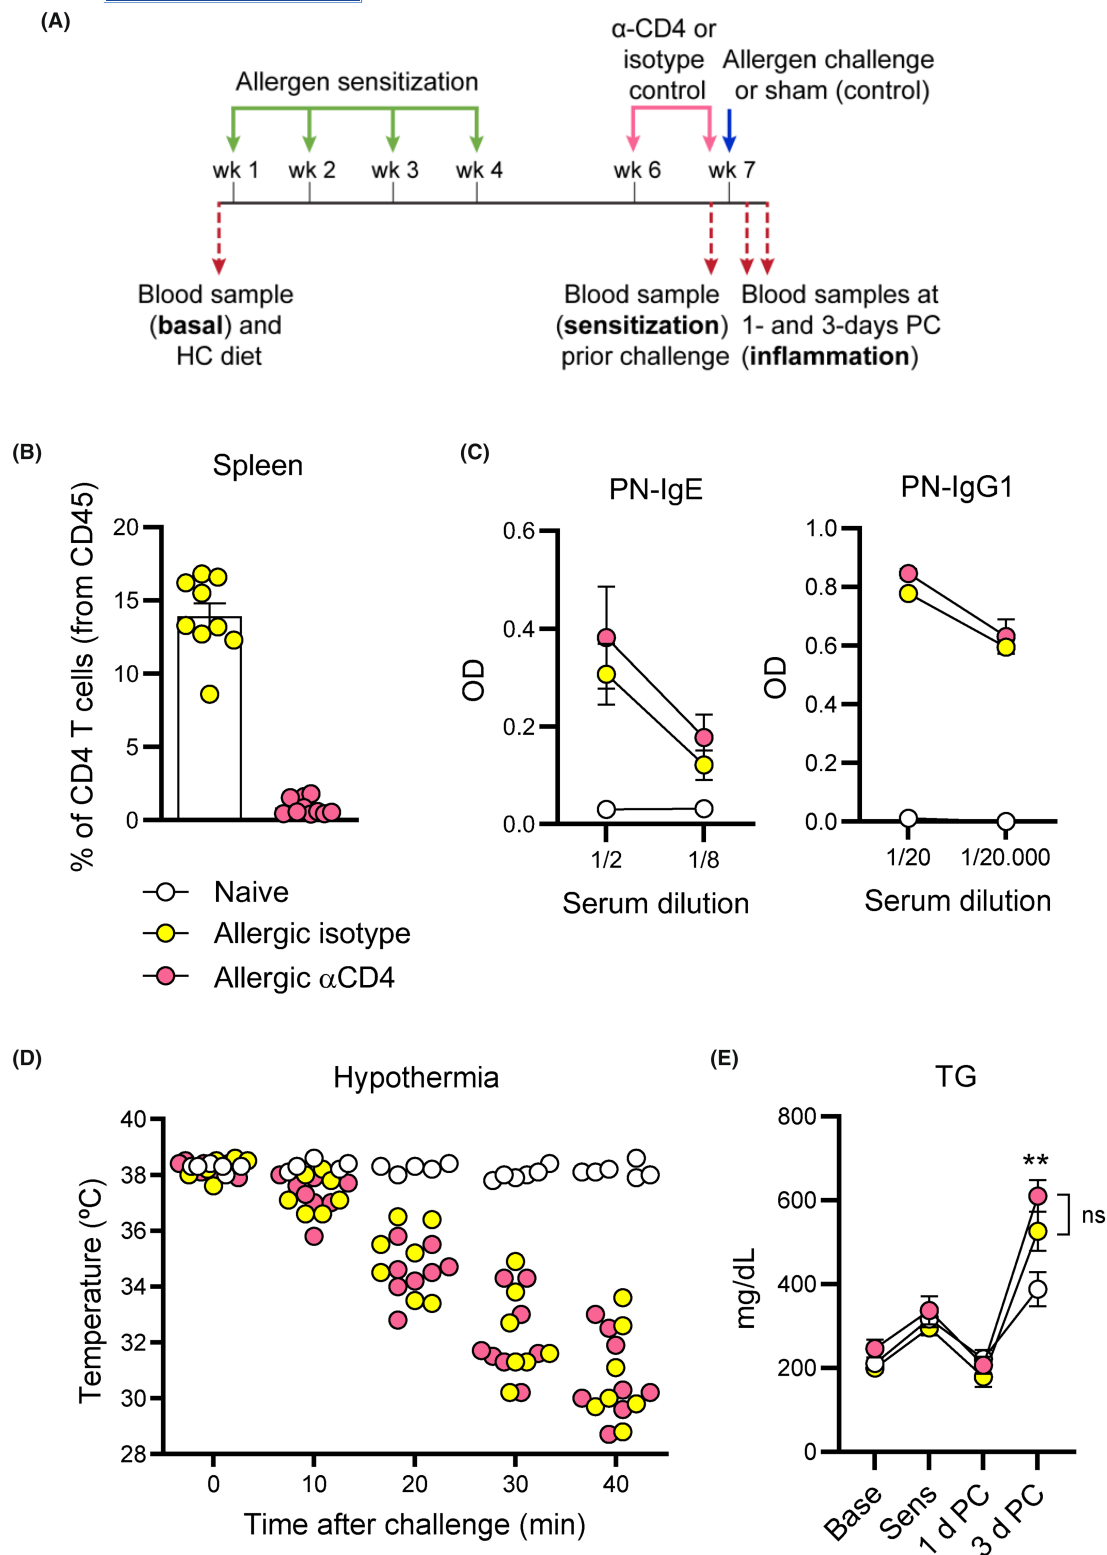 (A)
α-CD4 or
isotype
control
Allergen challenge
or sham (control)
Allergen sensitization
wk 1
wk 2
wk 3
wk 4
wk 6
wk 7
Blood sample
(basal) and
HC diet
Blood sample
(sensitization)
prior challenge
Blood samples at
1- and 3-days PC
(inflammation)
(B)
Spleen
% of CD4 T cells (from CD45)
20
15
10
5
0
Naive
Allergic isotype
Allergic αCD4
(C)
PN-IgE
OD
0.6
0.4
0.2
0.0
1/2
1/8
Serum dilution
PN-IgG1
OD
1.0
0.8
0.6
0.4
0.2
0.0
1/20
1/20.000
Serum dilution
(D)
Hypothermia
Temperature (ºC)
40
38
36
34
32
30
28
0
10
20
30
40
Time after challenge (min)
(E)
TG
mg/dL
800
600
400
200
0
**
ns
Base
Sens
1 d PC
3 d PC